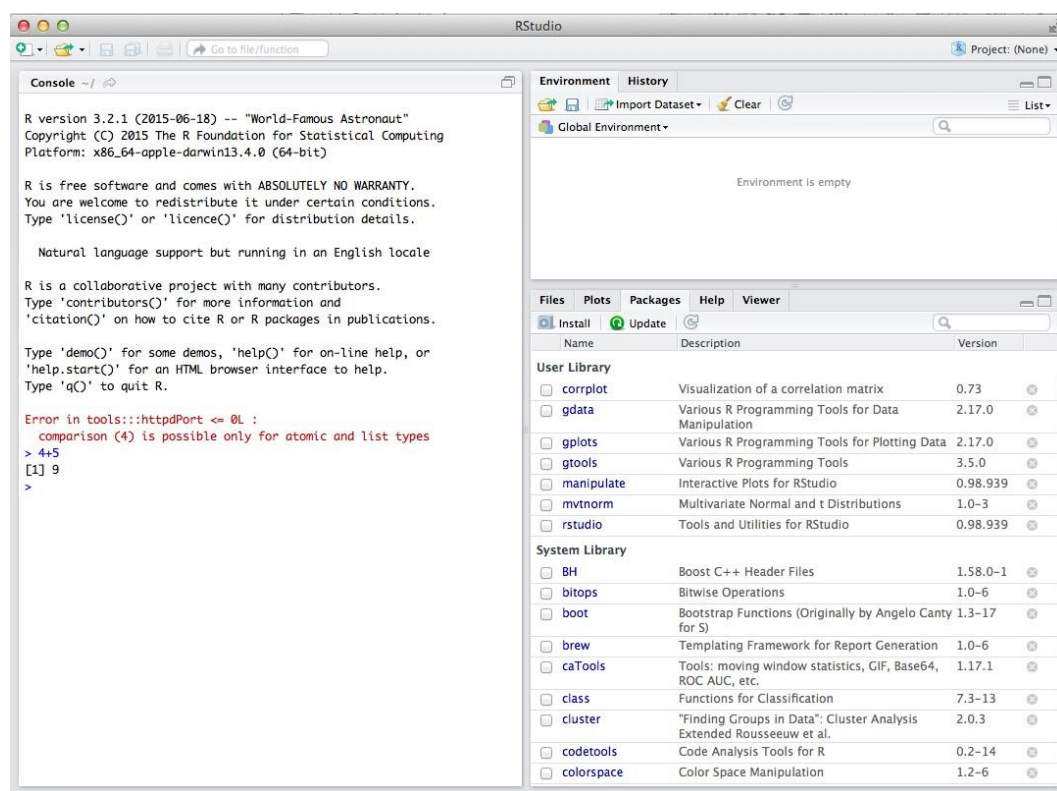 RStudio
Go to file/function
Project: (None)
Console ~/
R version 3.2.1 (2015-06-18) -- "World-Famous Astronaut"
Copyright (C) 2015 The R Foundation for Statistical Computing
Platform: x86_64-apple-darwin13.4.0 (64-bit)
R is free software and comes with ABSOLUTELY NO WARRANTY.
You are welcome to redistribute it under certain conditions.
Type 'license()' or 'licence()' for distribution details.
Natural language support but running in an English locale
R is a collaborative project with many contributors.
Type 'contributors()' for more information and
'citation()' on how to cite R or R packages in publications.
Type 'demo()' for some demos, 'help()' for on-line help, or
'help.start()' for an HTML browser interface to help.
Type 'q()' to quit R.
Error in tools:::httpdPort <= 0L :
comparison (4) is possible only for atomic and list types
> 4+5
[1] 9
>
Environment History
Import Dataset Clear List
Global Environment
Environment is empty
Files Plots Packages Help Viewer
Install Update
Name Description Version
User Library
corrplot Visualization of a correlation matrix 0.73
gdata Various R Programming Tools for Data 2.17.0
Manipulation
gplots Various R Programming Tools for Plotting Data 2.17.0
gtools Various R Programming Tools 3.5.0
manipulate Interactive Plots for RStudio 0.98.939
mvtnorm Multivariate Normal and t Distributions 1.0-3
rstudio Tools and Utilities for RStudio 0.98.939
System Library
BH Boost C++ Header Files 1.58.0-1
bitops Bitwise Operations 1.0-6
boot Bootstrap Functions (Originally by Angelo Canty 1.3-17
for S)
brew Templating Framework for Report Generation 1.0-6
caTools Tools: moving window statistics, GIF, Base64, 1.17.1
ROC AUC, etc.
class Functions for Classification 7.3-13
cluster "Finding Groups in Data": Cluster Analysis 2.0.3
Extended Rousseeuw et al.
codetools Code Analysis Tools for R 0.2-14
colorspace Color Space Manipulation 1.2-6